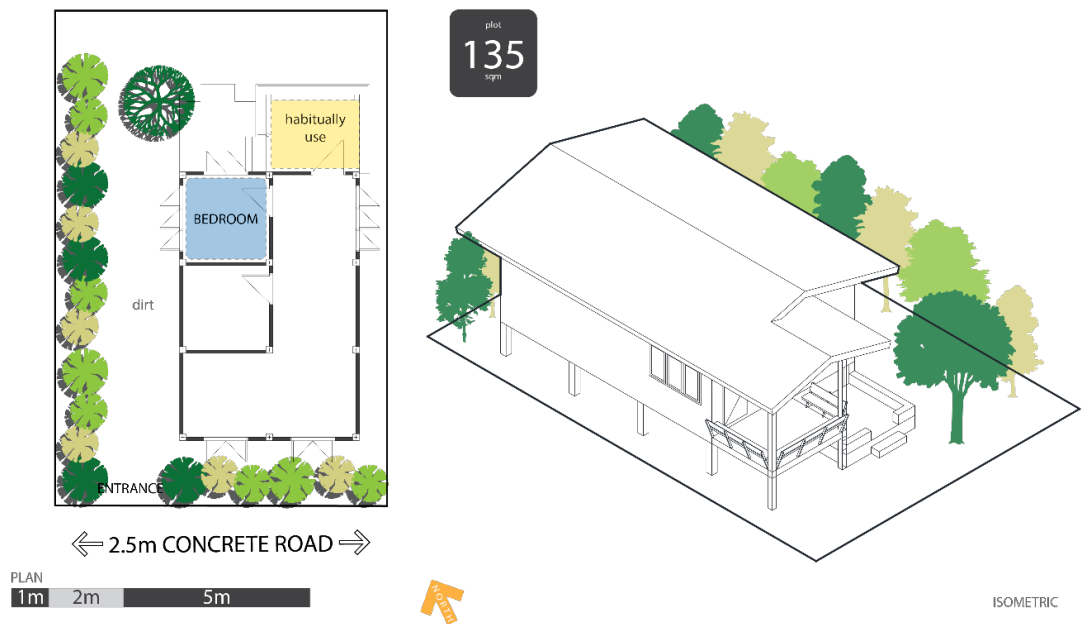 plot
135
sqm
habitually
use
BEDROOM
dirt
ENTRANCE
2.5m CONCRETE ROAD
PLAN
1m 2m 5m
NORTH
ISOMETRIC